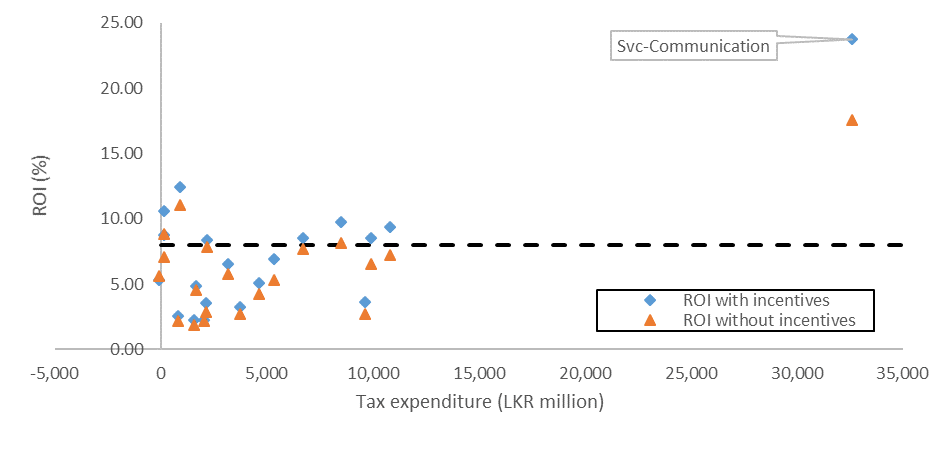 25.00
Svc-Communication
20.00
15.00
ROI (%)
10.00
5.00
ROI with incentives
ROI without incentives
0.00
-5,000 0 5,000 10,000 15,000 20,000 25,000 30,000 35,000
Tax expenditure (LKR million)